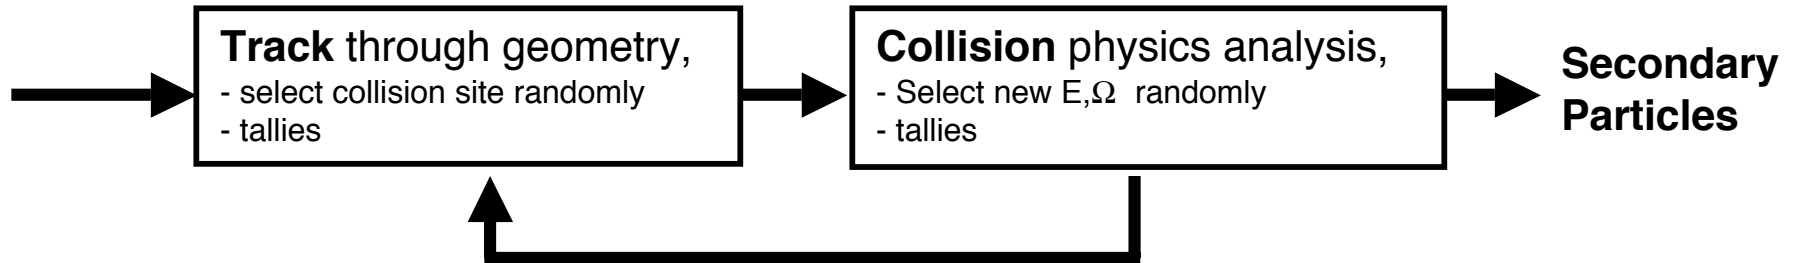 Track through geometry,
- select collision site randomly
- tallies
Collision physics analysis,
- Select new E,Ω randomly
- tallies
Secondary
Particles